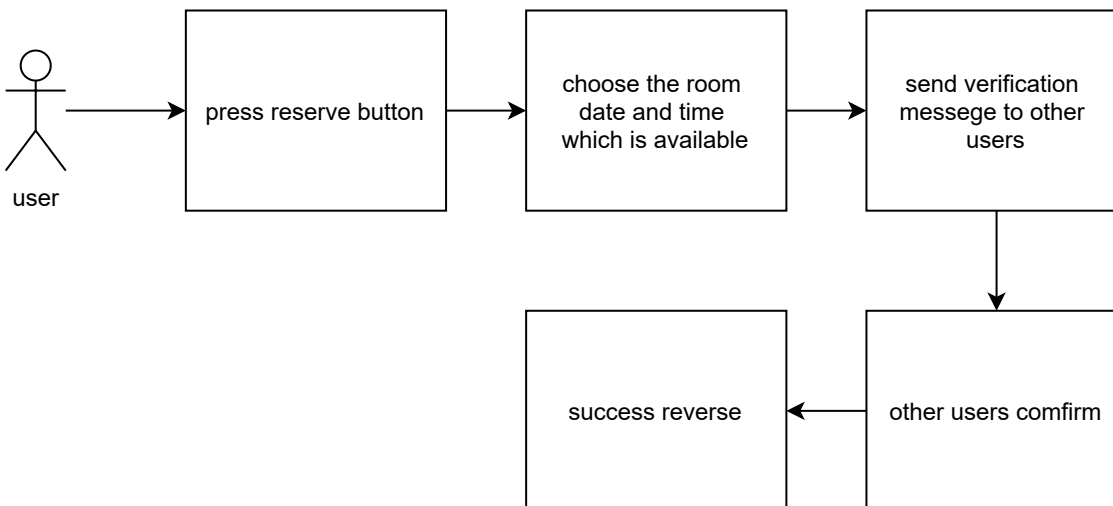 user
press reserve button
choose the room
date and time
which is available
send verification
messege to other
users
other users comfirm
success reverse